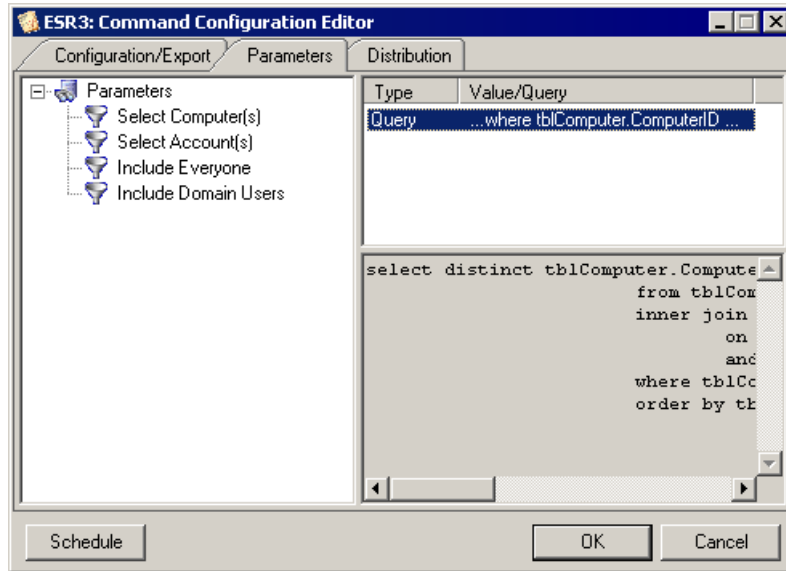 ESR3: Command Configuration Editor
Configuration/Export Parameters Distribution
Parameters
Select Computer(s)
Select Account(s)
Include Everyone
Include Domain Users
Type Value/Query
Query ...where tblComputer.ComputerID ...
select distinct tblComputer.Compute
from tblCom
inner join
on
and
where tblCo
order by tb
Schedule OK Cancel